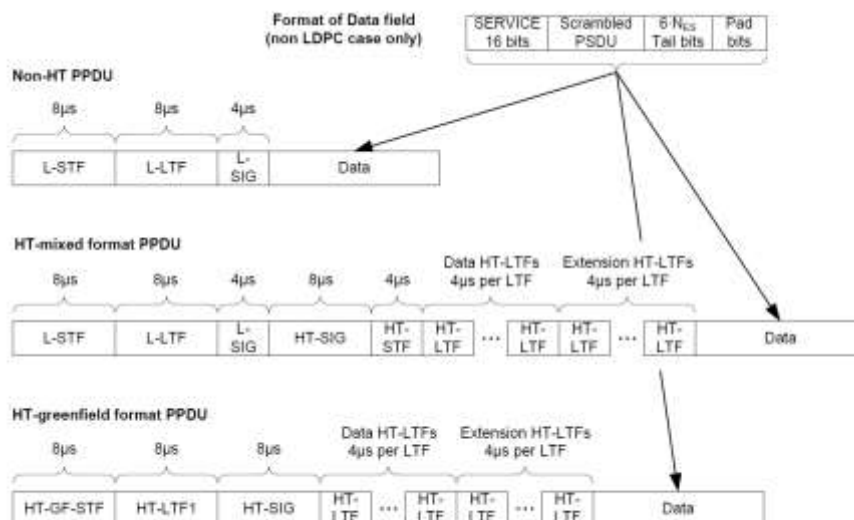 Format of Data field
(non LDPC case only)
SERVICE
16 bits
Scrambled
PSDU
6·NES
Tail bits
Pad
bits
Non-HT PPDU
8µs
8µs
4µs
L-STF
L-LTF
L-
SIG
Data
HT-mixed format PPDU
Data HT-LTFs
4µs per LTF
Extension HT-LTFs
4µs per LTF
8µs
8µs
4µs
8µs
4µs
L-STF
L-LTF
L-
SIG
HT-SIG
HT-
STF
HT-
LTF
...
HT-
LTF
HT-
LTF
...
HT-
LTF
Data
HT-greenfield format PPDU
Data HT-LTFs
4µs per LTF
Extension HT-LTFs
4µs per LTF
8µs
8µs
8µs
HT-GF-STF
HT-LTF1
HT-SIG
HT-
LTF
...
HT-
LTF
HT-
LTF
...
HT-
LTF
Data